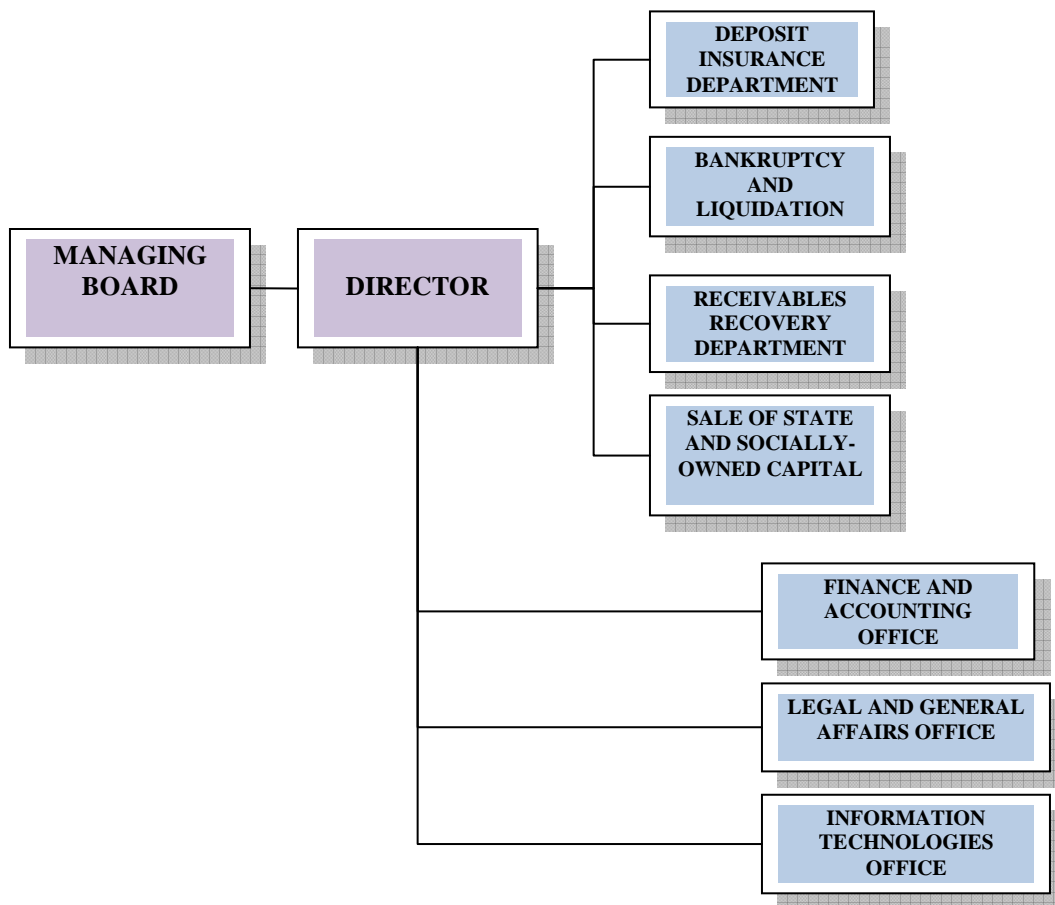 DEPOSIT
INSURANCE
DEPARTMENT
BANKRUPTCY
AND
LIQUIDATION
MANAGING
BOARD
DIRECTOR
RECEIVABLES
RECOVERY
DEPARTMENT
SALE OF STATE
AND SOCIALLY-
OWNED CAPITAL
FINANCE AND
ACCOUNTING
OFFICE
LEGAL AND GENERAL
AFFAIRS OFFICE
INFORMATION
TECHNOLOGIES
OFFICE